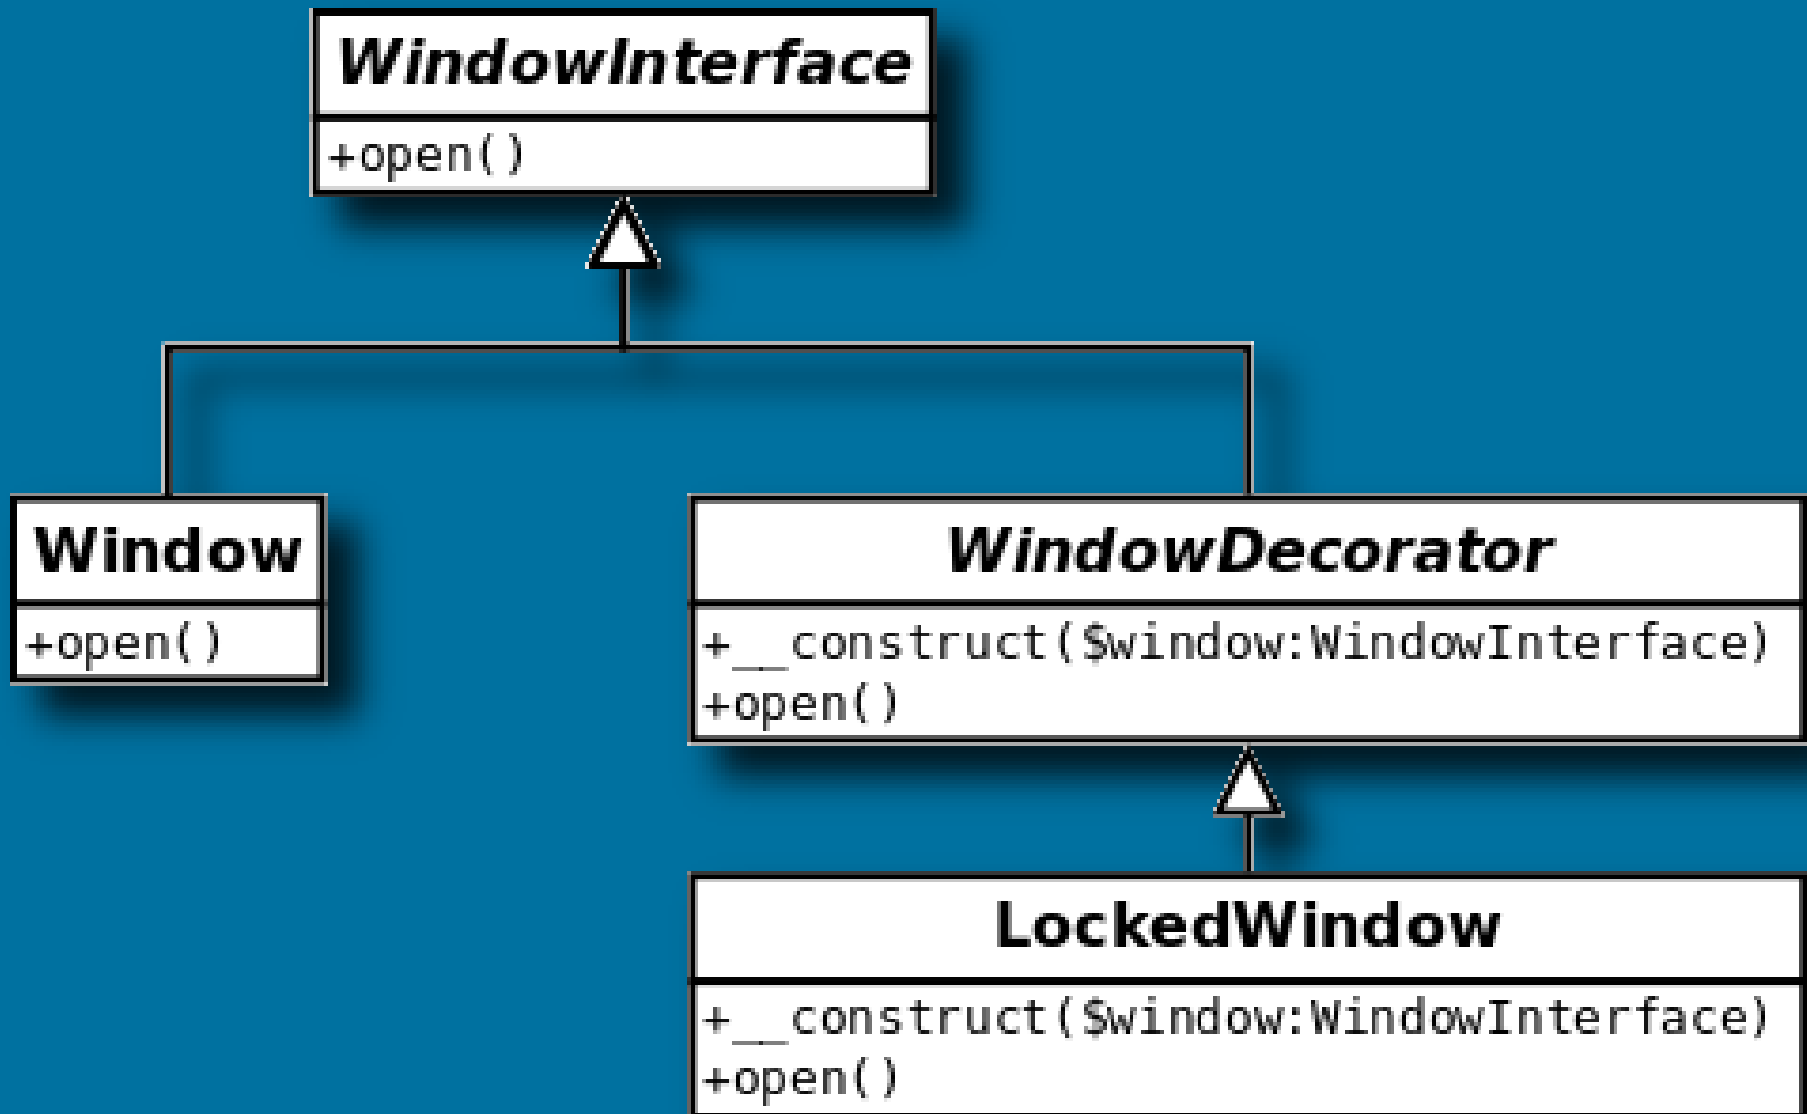 WindowInterface
+open()
Window
+open()
WindowDecorator
+__construct($window:WindowInterface)
+open()
LockedWindow
+__construct($window:WindowInterface)
+open()